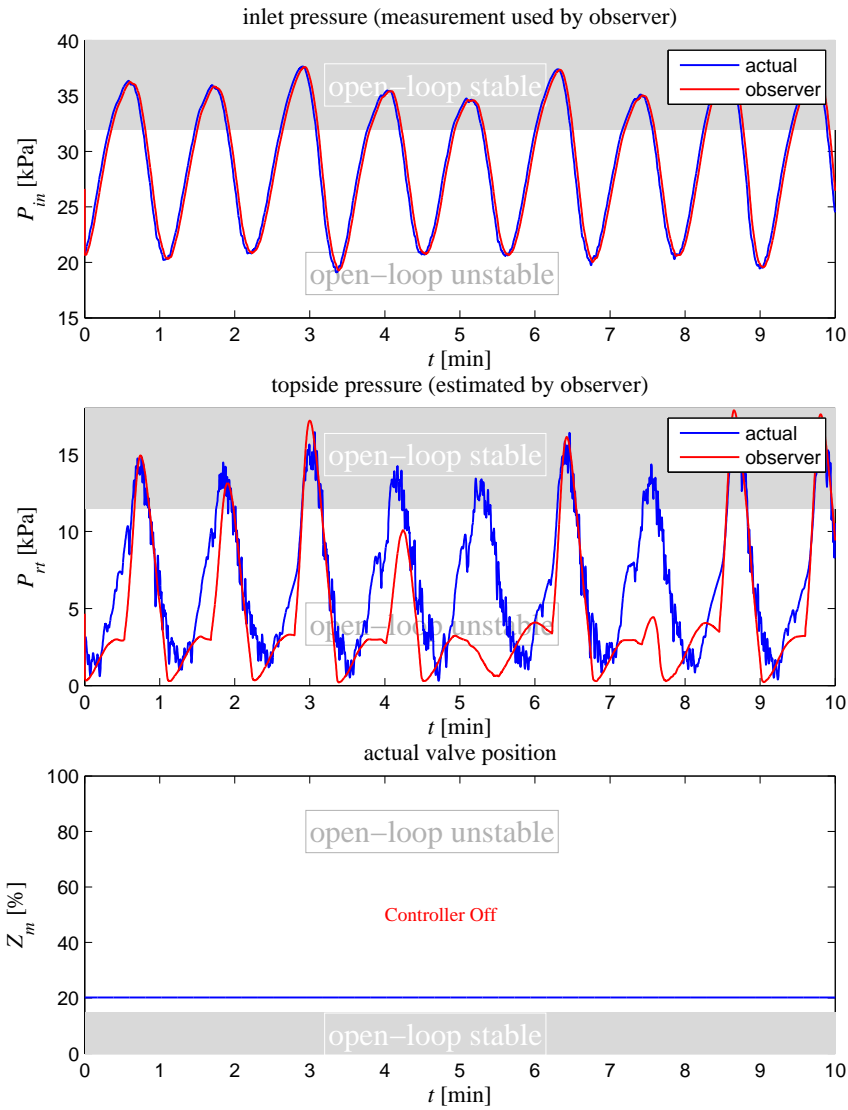 inlet pressure (measurement used by observer)
40
35
30
25
20
15
P_in [kPa]
open−loop stable
open−loop unstable
actual
observer
0 1 2 3 4 5 6 7 8 9 10
t [min]
topside pressure (estimated by observer)
15
10
5
0
P_rt [kPa]
open−loop stable
open−loop unstable
actual
observer
0 1 2 3 4 5 6 7 8 9 10
t [min]
actual valve position
100
80
60
40
20
0
Z_m [%]
open−loop unstable
Controller Off
open−loop stable
0 1 2 3 4 5 6 7 8 9 10
t [min]